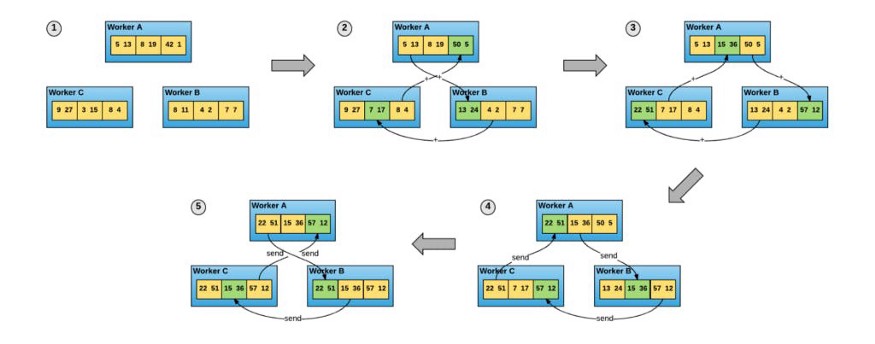 1
Worker A
5 13 8 19 42 1
Worker C
9 27 3 15 8 4
Worker B
8 11 4 2 7 7
2
Worker A
5 13 8 19 50 5
+ +
Worker C
9 27 7 17 8 4
Worker B
13 24 4 2 7 7
+
3
Worker A
5 13 15 36 50 5
+ +
Worker C
22 51 7 17 8 4
Worker B
13 24 4 2 57 12
+
5
Worker A
22 51 15 36 57 12
send send
Worker C
22 51 15 36 57 12
Worker B
22 51 15 36 57 12
send
4
Worker A
22 51 15 36 50 5
send send
Worker C
22 51 7 17 57 12
Worker B
13 24 15 36 57 12
send